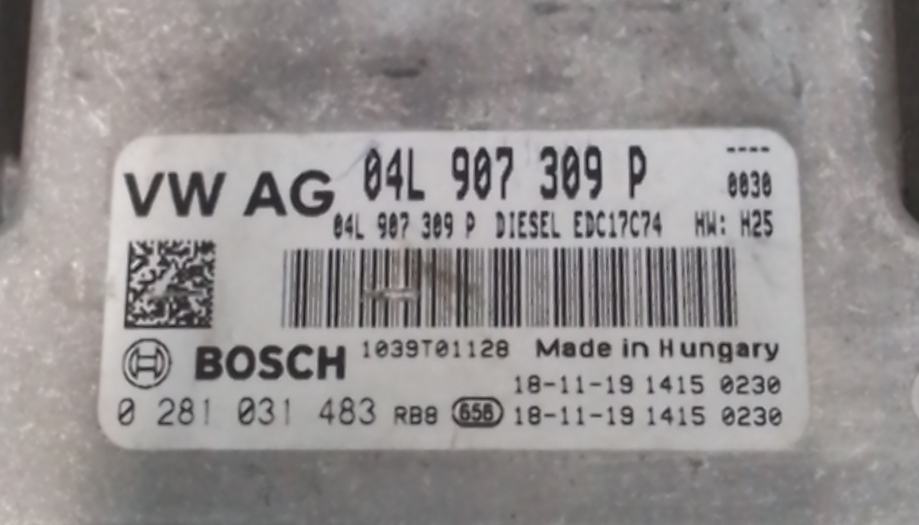 VW AG 04L 907 309 P ----
0030
04L 907 309 P DIESEL EDC17C74 HW: H25
BOSCH 1039T01128 Made in Hungary
18-11-19 1415 0230
0 281 031 483 RB8 656 18-11-19 1415 0230